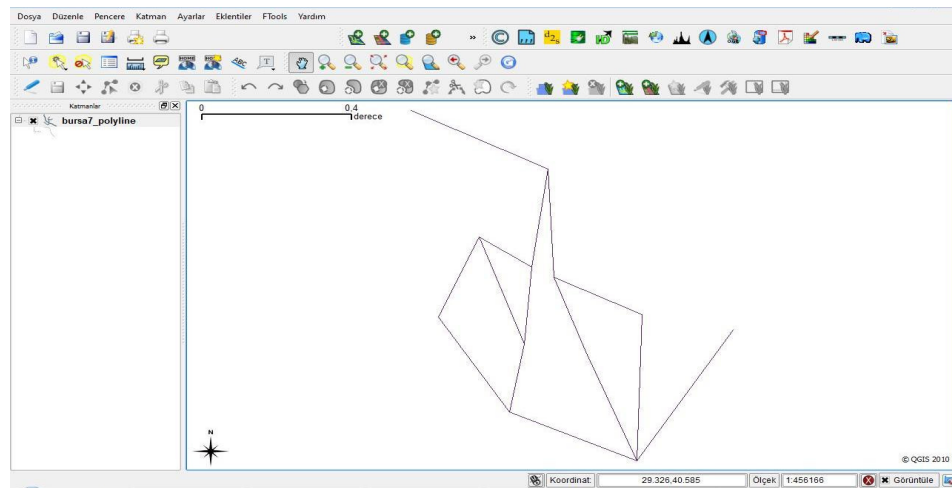 Dosya Düzenle Pencere Katman Ayarlar Eklentiler FTools Yardım
Katmanlar
bursa7_polyline
0 0,4
derece
N
© QGIS 2010
Koordinat: 29.326,40.585 Ölçek 1:456166 Görüntüle